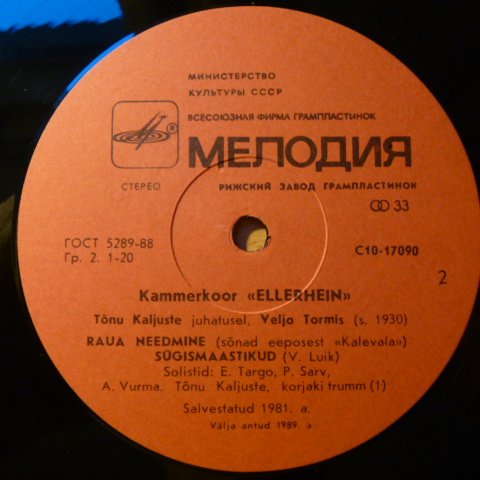 МИНИСТЕРСТВО
КУЛЬТУРЫ СССР
ВСЕСОЮЗНАЯ ФИРМА ГРАМПЛАСТИНОК
® МЕЛОДИЯ
СТЕРЕО РИЖСКИЙ ЗАВОД ГРАМПЛАСТИНОК
33
ГОСТ 5289-88 С10-17090
Гр. 2. 1-20 2
Kammerkoor «ELLERHEIN»
Tõnu Kaljuste juhatusel, Veljo Tormis (s. 1930)
RAUA NEEDMINE (sõnad eeposest «Kalevala»)
SÜGISMAASTIKUD (V. Luik)
Solistid: E. Targo, P. Sarv,
A. Vurma, Tõnu Kaljuste, korjaki trumm (1)
Salvestatud 1981. a.
Välja antud 1989. a